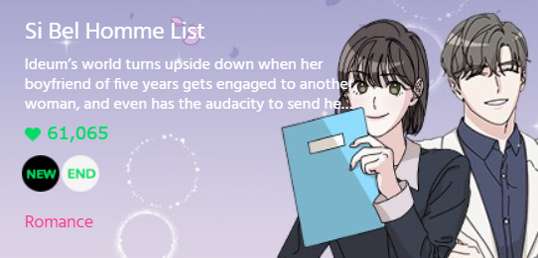 Si Bel Homme List
Ideum's world turns upside down when her
boyfriend of five years gets engaged to another
woman, and even has the audacity to send he...
61,065
NEW END
Romance